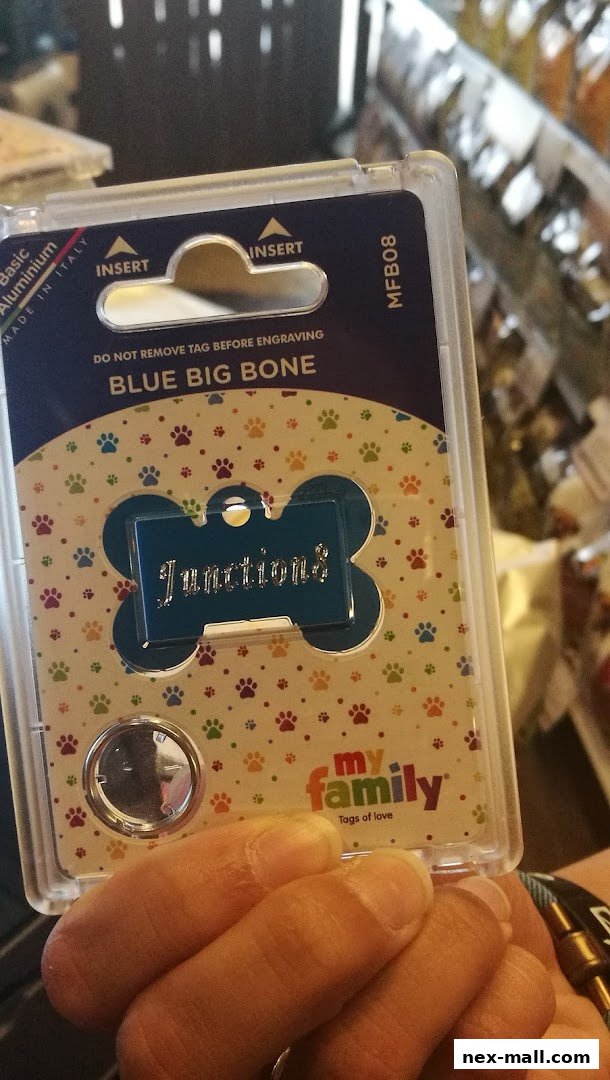 Basic
Aluminium
MADE IN ITALY
INSERT
INSERT
MFB08
DO NOT REMOVE TAG BEFORE ENGRAVING
BLUE BIG BONE
Junction8
my
family
Tags of love
nex-mall.com